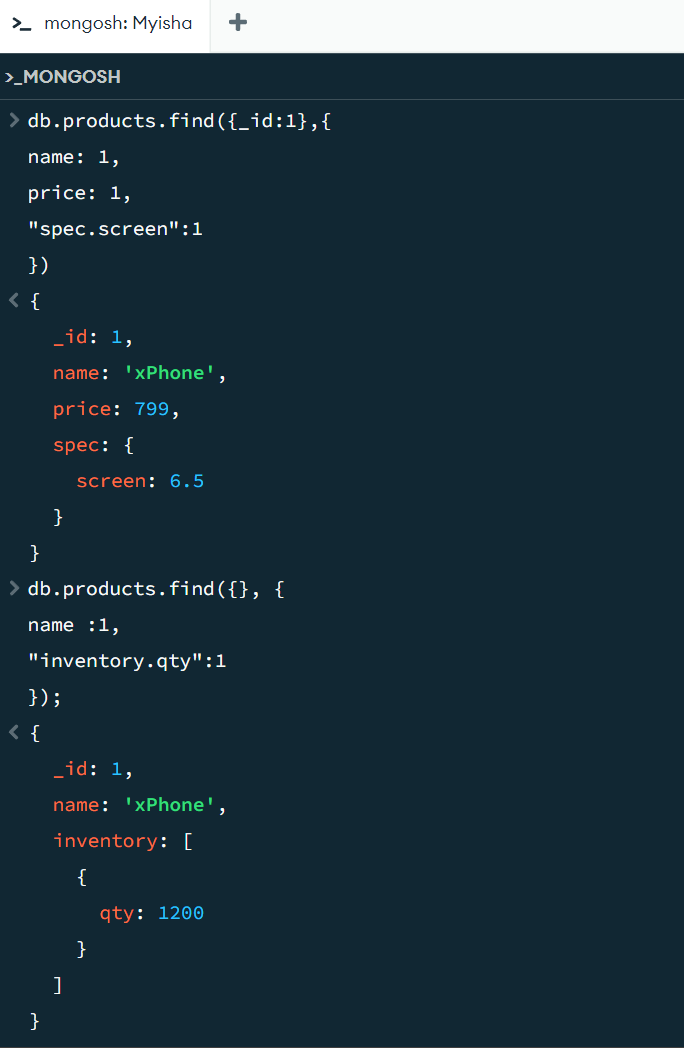 >_ mongosh: Myisha +
>_MONGOSH
> db.products.find({_id:1},{
name: 1,
price: 1,
"spec.screen":1
})
< {
_id: 1,
name: 'xPhone',
price: 799,
spec: {
screen: 6.5
}
}
> db.products.find({}, {
name :1,
"inventory.qty":1
});
< {
_id: 1,
name: 'xPhone',
inventory: [
{
qty: 1200
}
]
}